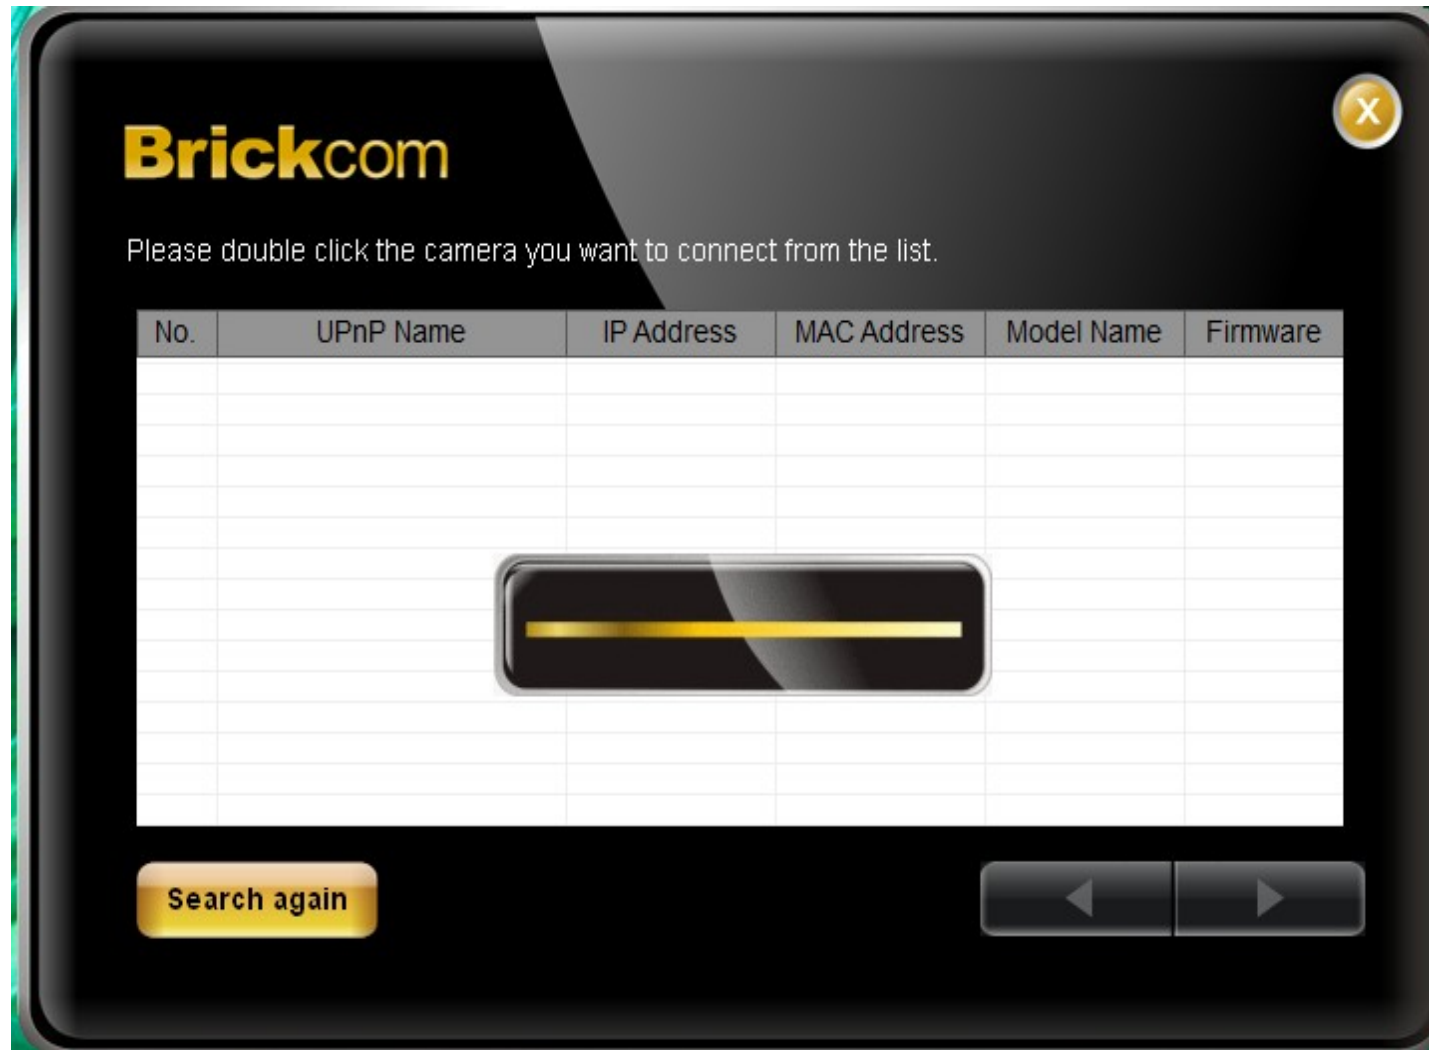 X
Brickcom
Please double click the camera you want to connect from the list.
No. UPnP Name IP Address MAC Address Model Name Firmware
Search again